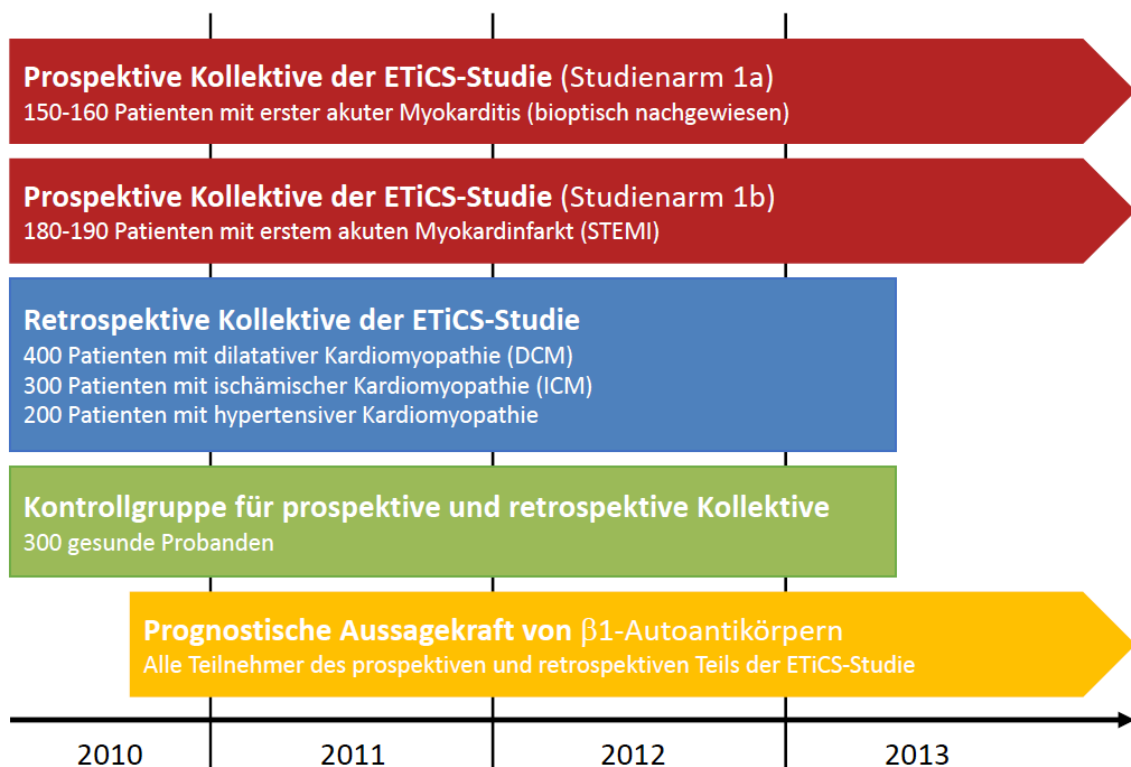 Prospektive Kollektive der ETiCS-Studie (Studienarm 1a)
150-160 Patienten mit erster akuter Myokarditis (bioptisch nachgewiesen)
Prospektive Kollektive der ETiCS-Studie (Studienarm 1b)
180-190 Patienten mit erstem akuten Myokardinfarkt (STEMI)
Retrospektive Kollektive der ETiCS-Studie
400 Patienten mit dilatativer Kardiomyopathie (DCM)
300 Patienten mit ischämischer Kardiomyopathie (ICM)
200 Patienten mit hypertensiver Kardiomyopathie
Kontrollgruppe für prospektive und retrospektive Kollektive
300 gesunde Probanden
Prognostische Aussagekraft von β1-Autoantikörpern
Alle Teilnehmer des prospektiven und retrospektiven Teils der ETiCS-Studie
2010 2011 2012 2013